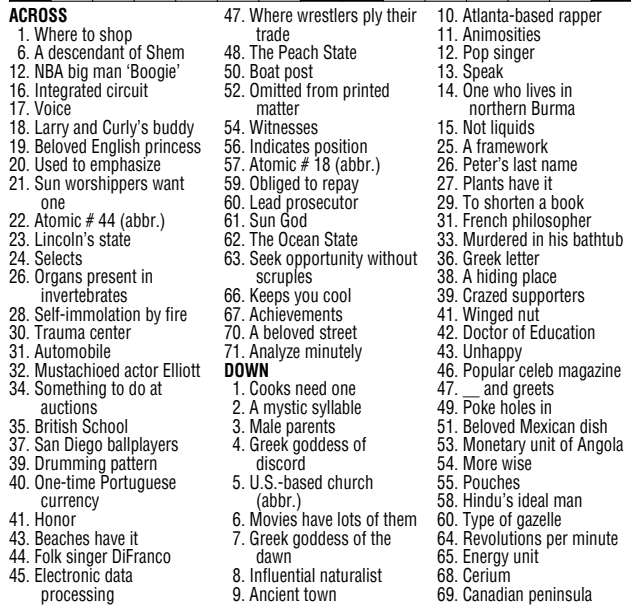 ACROSS
1. Where to shop
6. A descendant of Shem
12. NBA big man ‘Boogie’
16. Integrated circuit
17. Voice
18. Larry and Curly’s buddy
19. Beloved English princess
20. Used to emphasize
21. Sun worshippers want
one
22. Atomic # 44 (abbr.)
23. Lincoln’s state
24. Selects
26. Organs present in
invertebrates
28. Self-immolation by fire
30. Trauma center
31. Automobile
32. Mustachioed actor Elliott
34. Something to do at
auctions
35. British School
37. San Diego ballplayers
39. Drumming pattern
40. One-time Portuguese
currency
41. Honor
43. Beaches have it
44. Folk singer DiFranco
45. Electronic data
processing
47. Where wrestlers ply their
trade
48. The Peach State
50. Boat post
52. Omitted from printed
matter
54. Witnesses
56. Indicates position
57. Atomic # 18 (abbr.)
59. Obliged to repay
60. Lead prosecutor
61. Sun God
62. The Ocean State
63. Seek opportunity without
scruples
66. Keeps you cool
67. Achievements
70. A beloved street
71. Analyze minutely
DOWN
1. Cooks need one
2. A mystic syllable
3. Male parents
4. Greek goddess of
discord
5. U.S.-based church
(abbr.)
6. Movies have lots of them
7. Greek goddess of the
dawn
8. Influential naturalist
9. Ancient town
10. Atlanta-based rapper
11. Animosities
12. Pop singer
13. Speak
14. One who lives in
northern Burma
15. Not liquids
25. A framework
26. Peter’s last name
27. Plants have it
29. To shorten a book
31. French philosopher
33. Murdered in his bathtub
36. Greek letter
38. A hiding place
39. Crazed supporters
41. Winged nut
42. Doctor of Education
43. Unhappy
46. Popular celeb magazine
47. __ and greets
49. Poke holes in
51. Beloved Mexican dish
53. Monetary unit of Angola
54. More wise
55. Pouches
58. Hindu’s ideal man
60. Type of gazelle
64. Revolutions per minute
65. Energy unit
68. Cerium
69. Canadian peninsula